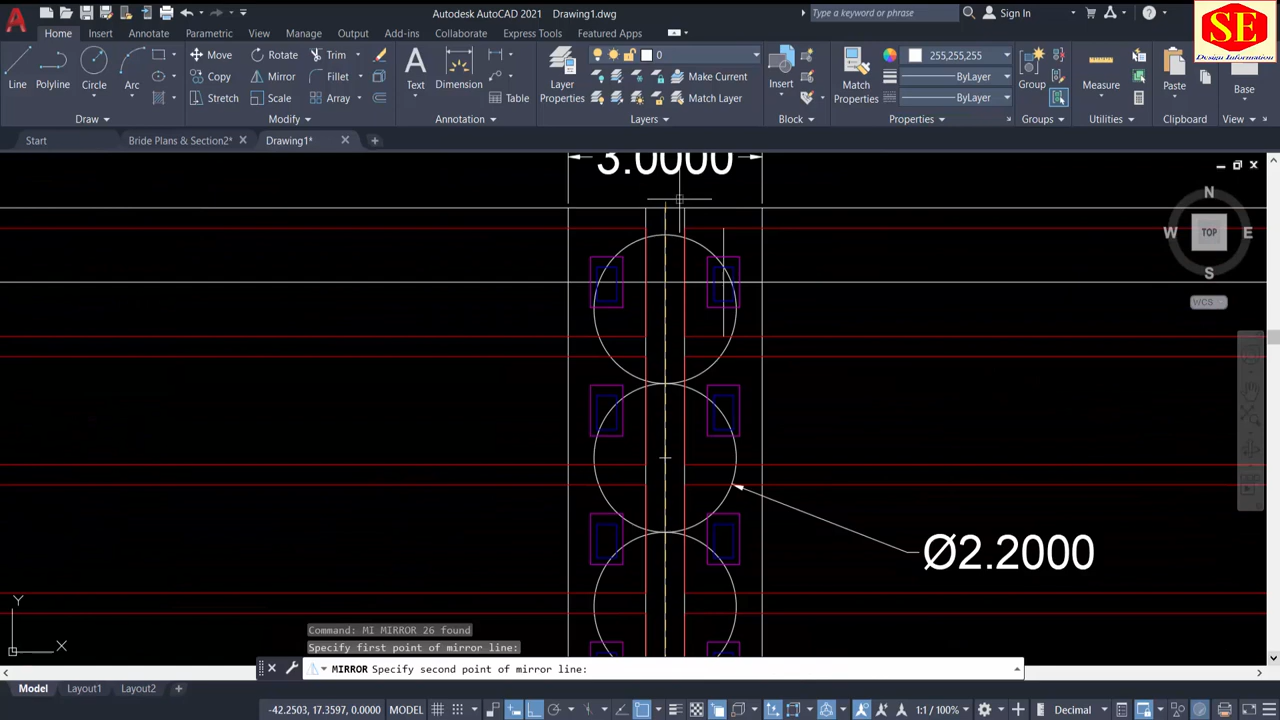 Autodesk AutoCAD 2021 Drawing1.dwg
Type a keyword or phrase
Sign In
SE
Design Information
Home Insert Annotate Parametric View Manage Output Add-ins Collaborate Express Tools Featured Apps
Line Polyline Circle Arc
Move Rotate Trim
Copy Mirror Fillet
Stretch Scale Array
Text Dimension
Table
Layer Properties
0
Make Current
Match Layer
Insert
Match Properties
255,255,255
ByLayer
ByLayer
Group
Measure
Paste
Base
Draw Modify Annotation Layers Block Properties Groups Utilities Clipboard View
Start Bride Plans & Section2* Drawing1*
3.0000
N
W TOP E
S
WCS
Ø2.2000
Y
X
Command: MI MIRROR 26 found
Specify first point of mirror line:
MIRROR Specify second point of mirror line:
Model Layout1 Layout2
-42.2503, 17.3597, 0.0000 MODEL 1:1 / 100% Decimal